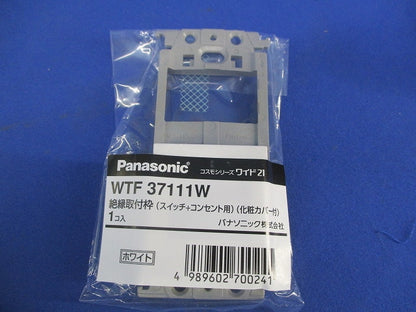 Panasonic コスモシリーズ ワイド21
WTF 37111W
絶縁取付枠 (スイッチ+コンセント用) (化粧カバー付)
1コ入 パナソニック株式会社
ホワイト
4 989602 700241